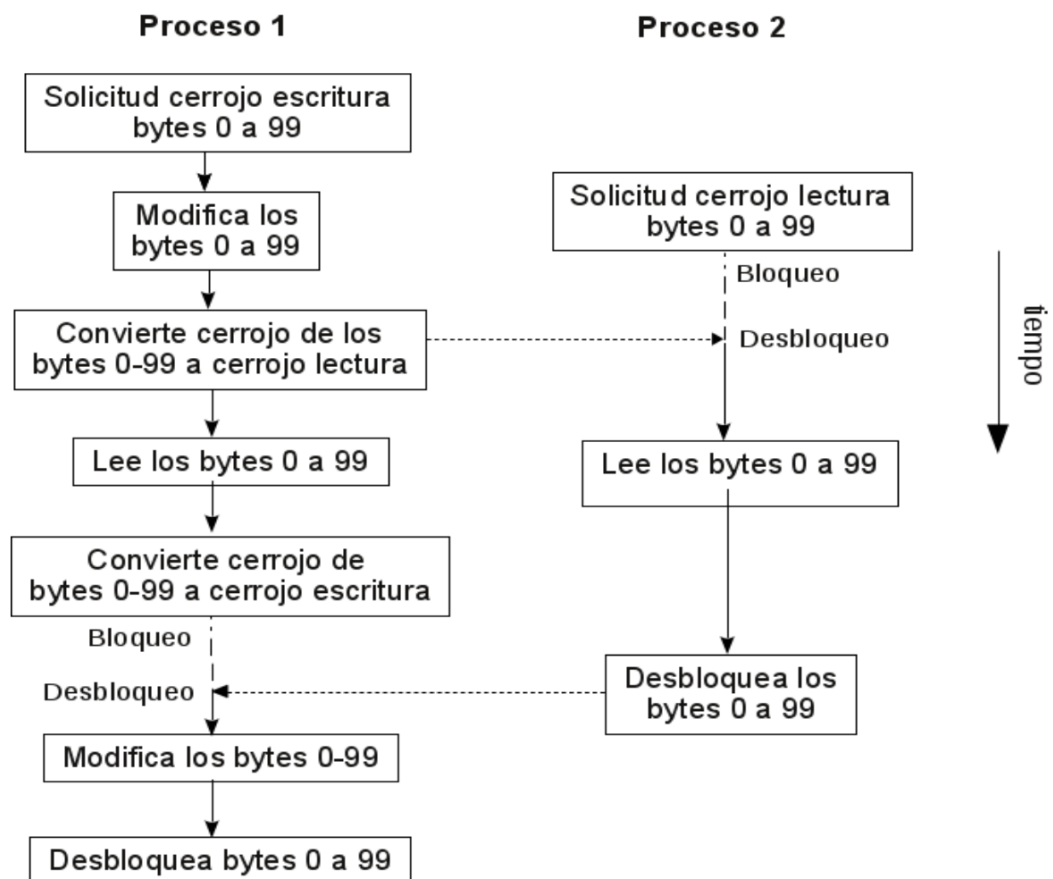 Proceso 1
Proceso 2
Solicitud cerrojo escritura
bytes 0 a 99
Modifica los
bytes 0 a 99
Solicitud cerrojo lectura
bytes 0 a 99
Bloqueo
Convierte cerrojo de los
bytes 0-99 a cerrojo lectura
Desbloqueo
tiempo
Lee los bytes 0 a 99
Lee los bytes 0 a 99
Convierte cerrojo de
bytes 0-99 a cerrojo escritura
Bloqueo
Desbloqueo
Desbloquea los
bytes 0 a 99
Modifica los bytes 0-99
Desbloquea bytes 0 a 99